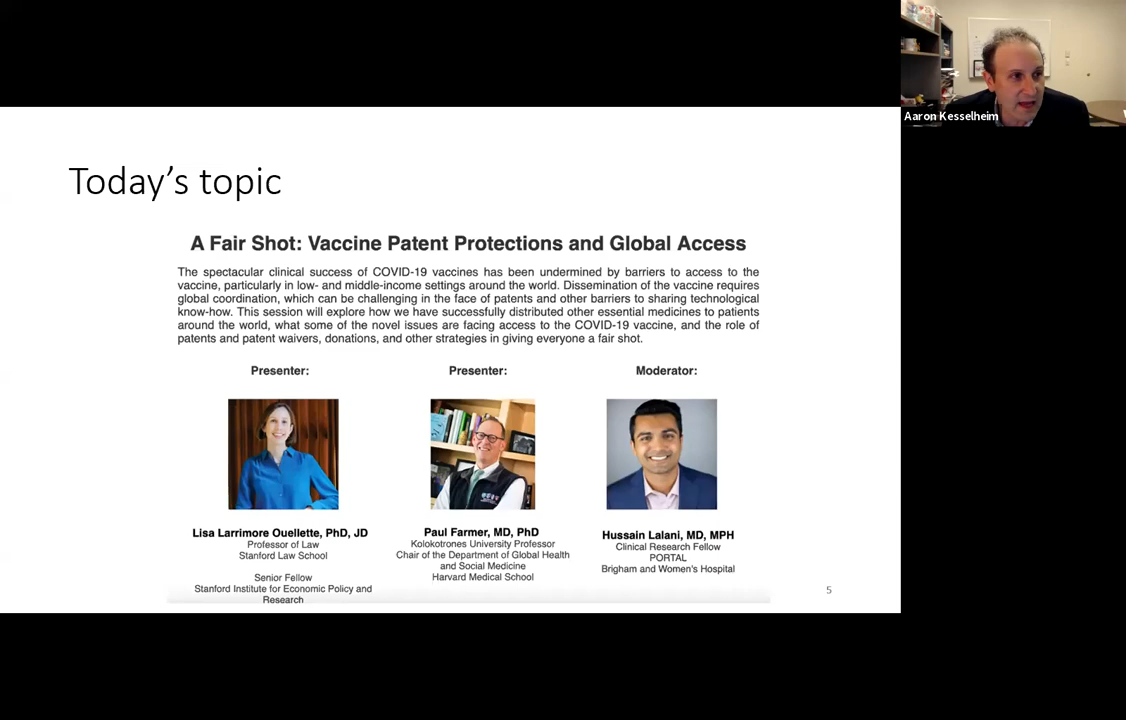 Aaron Kesselheim
Today’s topic
A Fair Shot: Vaccine Patent Protections and Global Access
The spectacular clinical success of COVID-19 vaccines has been undermined by barriers to access to the
vaccine, particularly in low- and middle-income settings around the world. Dissemination of the vaccine requires
global coordination, which can be challenging in the face of patents and other barriers to sharing technological
know-how. This session will explore how we have successfully distributed other essential medicines to patients
around the world, what some of the novel issues are facing access to the COVID-19 vaccine, and the role of
patents and patent waivers, donations, and other strategies in giving everyone a fair shot.
Presenter:
Lisa Larrimore Ouellette, PhD, JD
Professor of Law
Stanford Law School
Senior Fellow
Stanford Institute for Economic Policy and
Research
Presenter:
Paul Farmer, MD, PhD
Kolokotrones University Professor
Chair of the Department of Global Health
and Social Medicine
Harvard Medical School
Moderator:
Hussain Lalani, MD, MPH
Clinical Research Fellow
PORTAL
Brigham and Women's Hospital
5